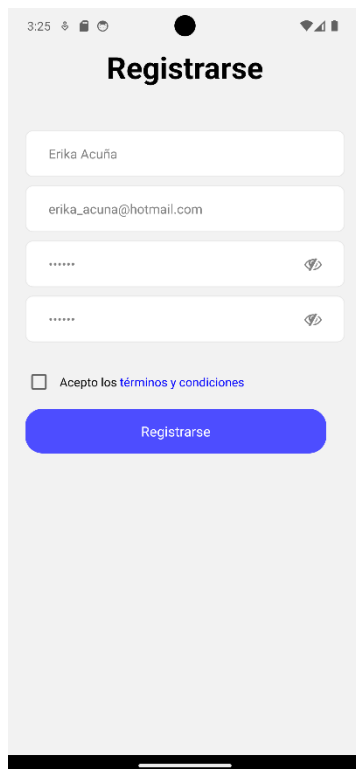 3:25
Registrarse
Erika Acuña
erika_acuna@hotmail.com
••••••
••••••
Acepto los términos y condiciones
Registrarse